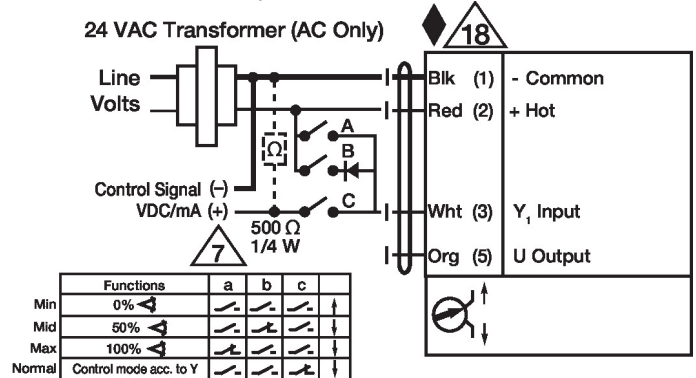 24 VAC Transformer (AC Only)
18
Line
Volts
Blk (1) - Common
Red (2) + Hot
A
Ω
B
C
Control Signal (-)
VDC/mA (+)
500 Ω
1/4 W
Wht (3) Y1 Input
7
Org (5) U Output
Functions a b c
Min 0%
Mid 50%
Max 100%
Normal Control mode acc. to Y